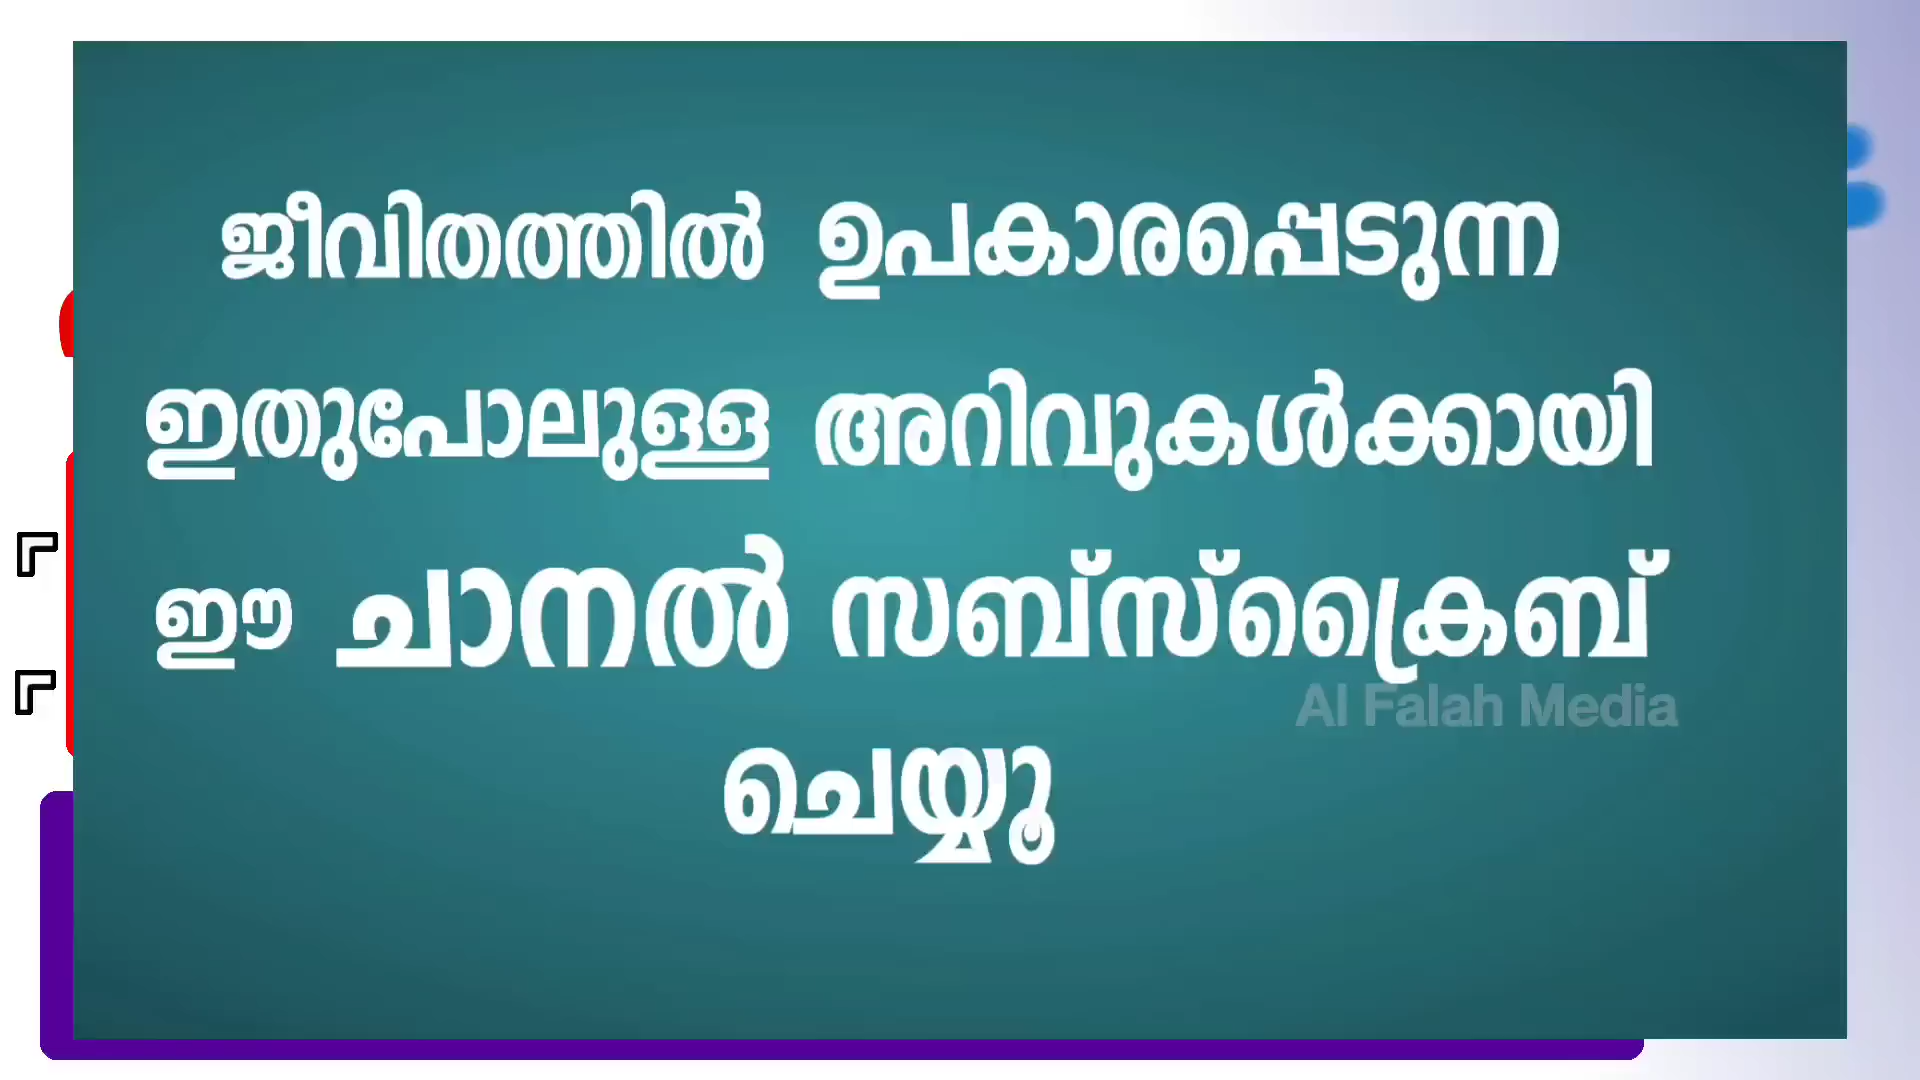 ജീവിതത്തിൽ ഉപകാരപ്പെടുന്ന
ഇതുപോലുള്ള അറിവുകൾക്കായി
ഈ ചാനൽ സബ്സ്ക്രൈബ്
Al Falah Media
ചെയ്യൂ